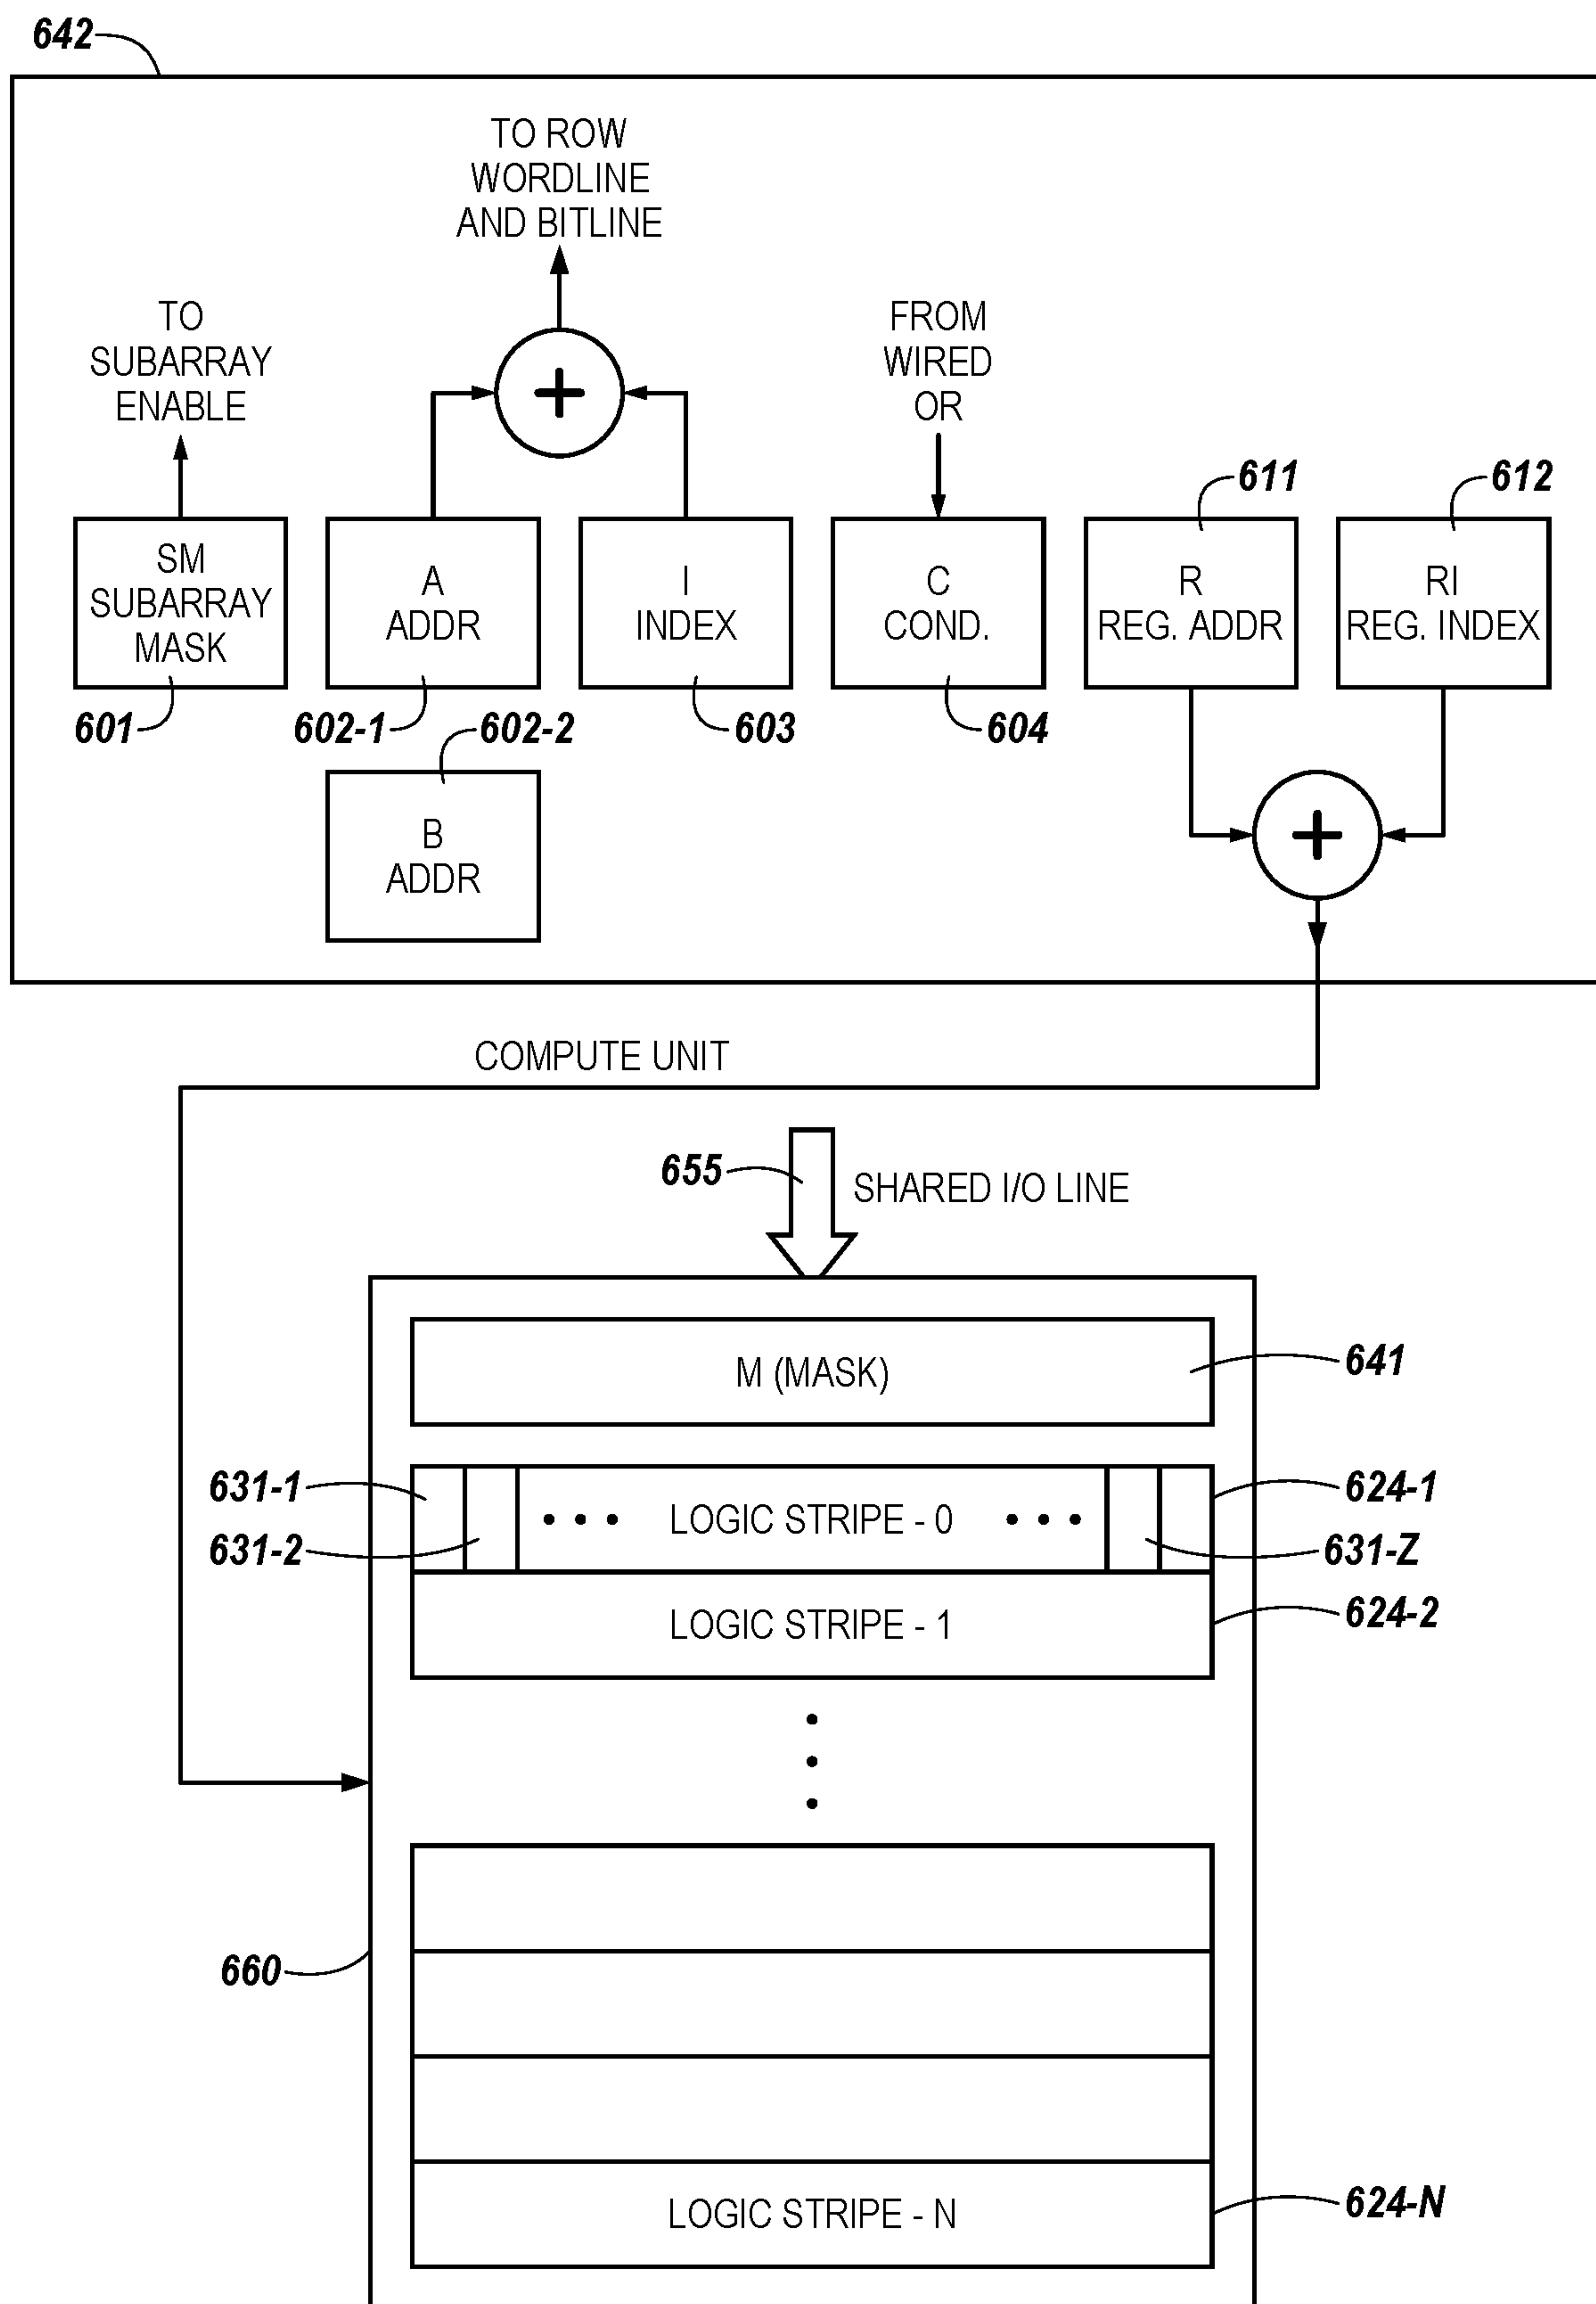 642
TO ROW
WORDLINE
AND BITLINE
TO
SUBARRAY
ENABLE
+
FROM
WIRED
OR
611
612
SM
SUBARRAY
MASK
A
ADDR
I
INDEX
C
COND.
R
REG. ADDR
RI
REG. INDEX
601
602-1
602-2
603
604
B
ADDR
+
COMPUTE UNIT
655
SHARED I/O LINE
M (MASK)
641
631-1
631-2
• • • LOGIC STRIPE - 0 • • •
624-1
631-Z
LOGIC STRIPE - 1
624-2
660
LOGIC STRIPE - N
624-N